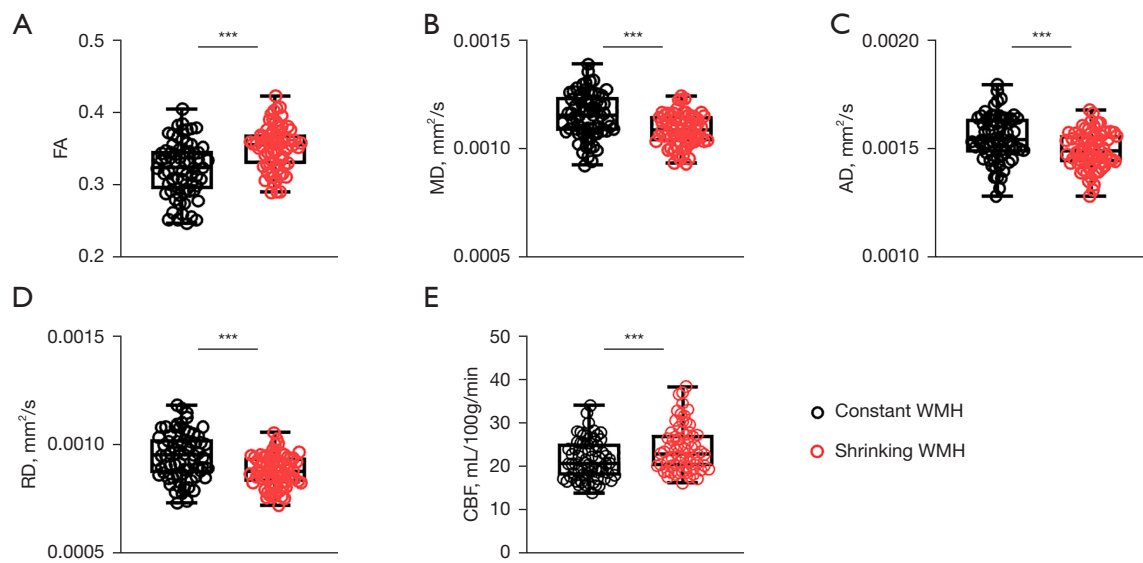 A
0.5
0.4
0.3
0.2
FA
***
B
0.0015
0.0010
0.0005
MD, mm²/s
***
C
0.0020
0.0015
0.0010
AD, mm²/s
***
D
0.0015
0.0010
0.0005
RD, mm²/s
***
E
50
40
30
20
10
0
CBF, mL/100g/min
***
Constant WMH
Shrinking WMH